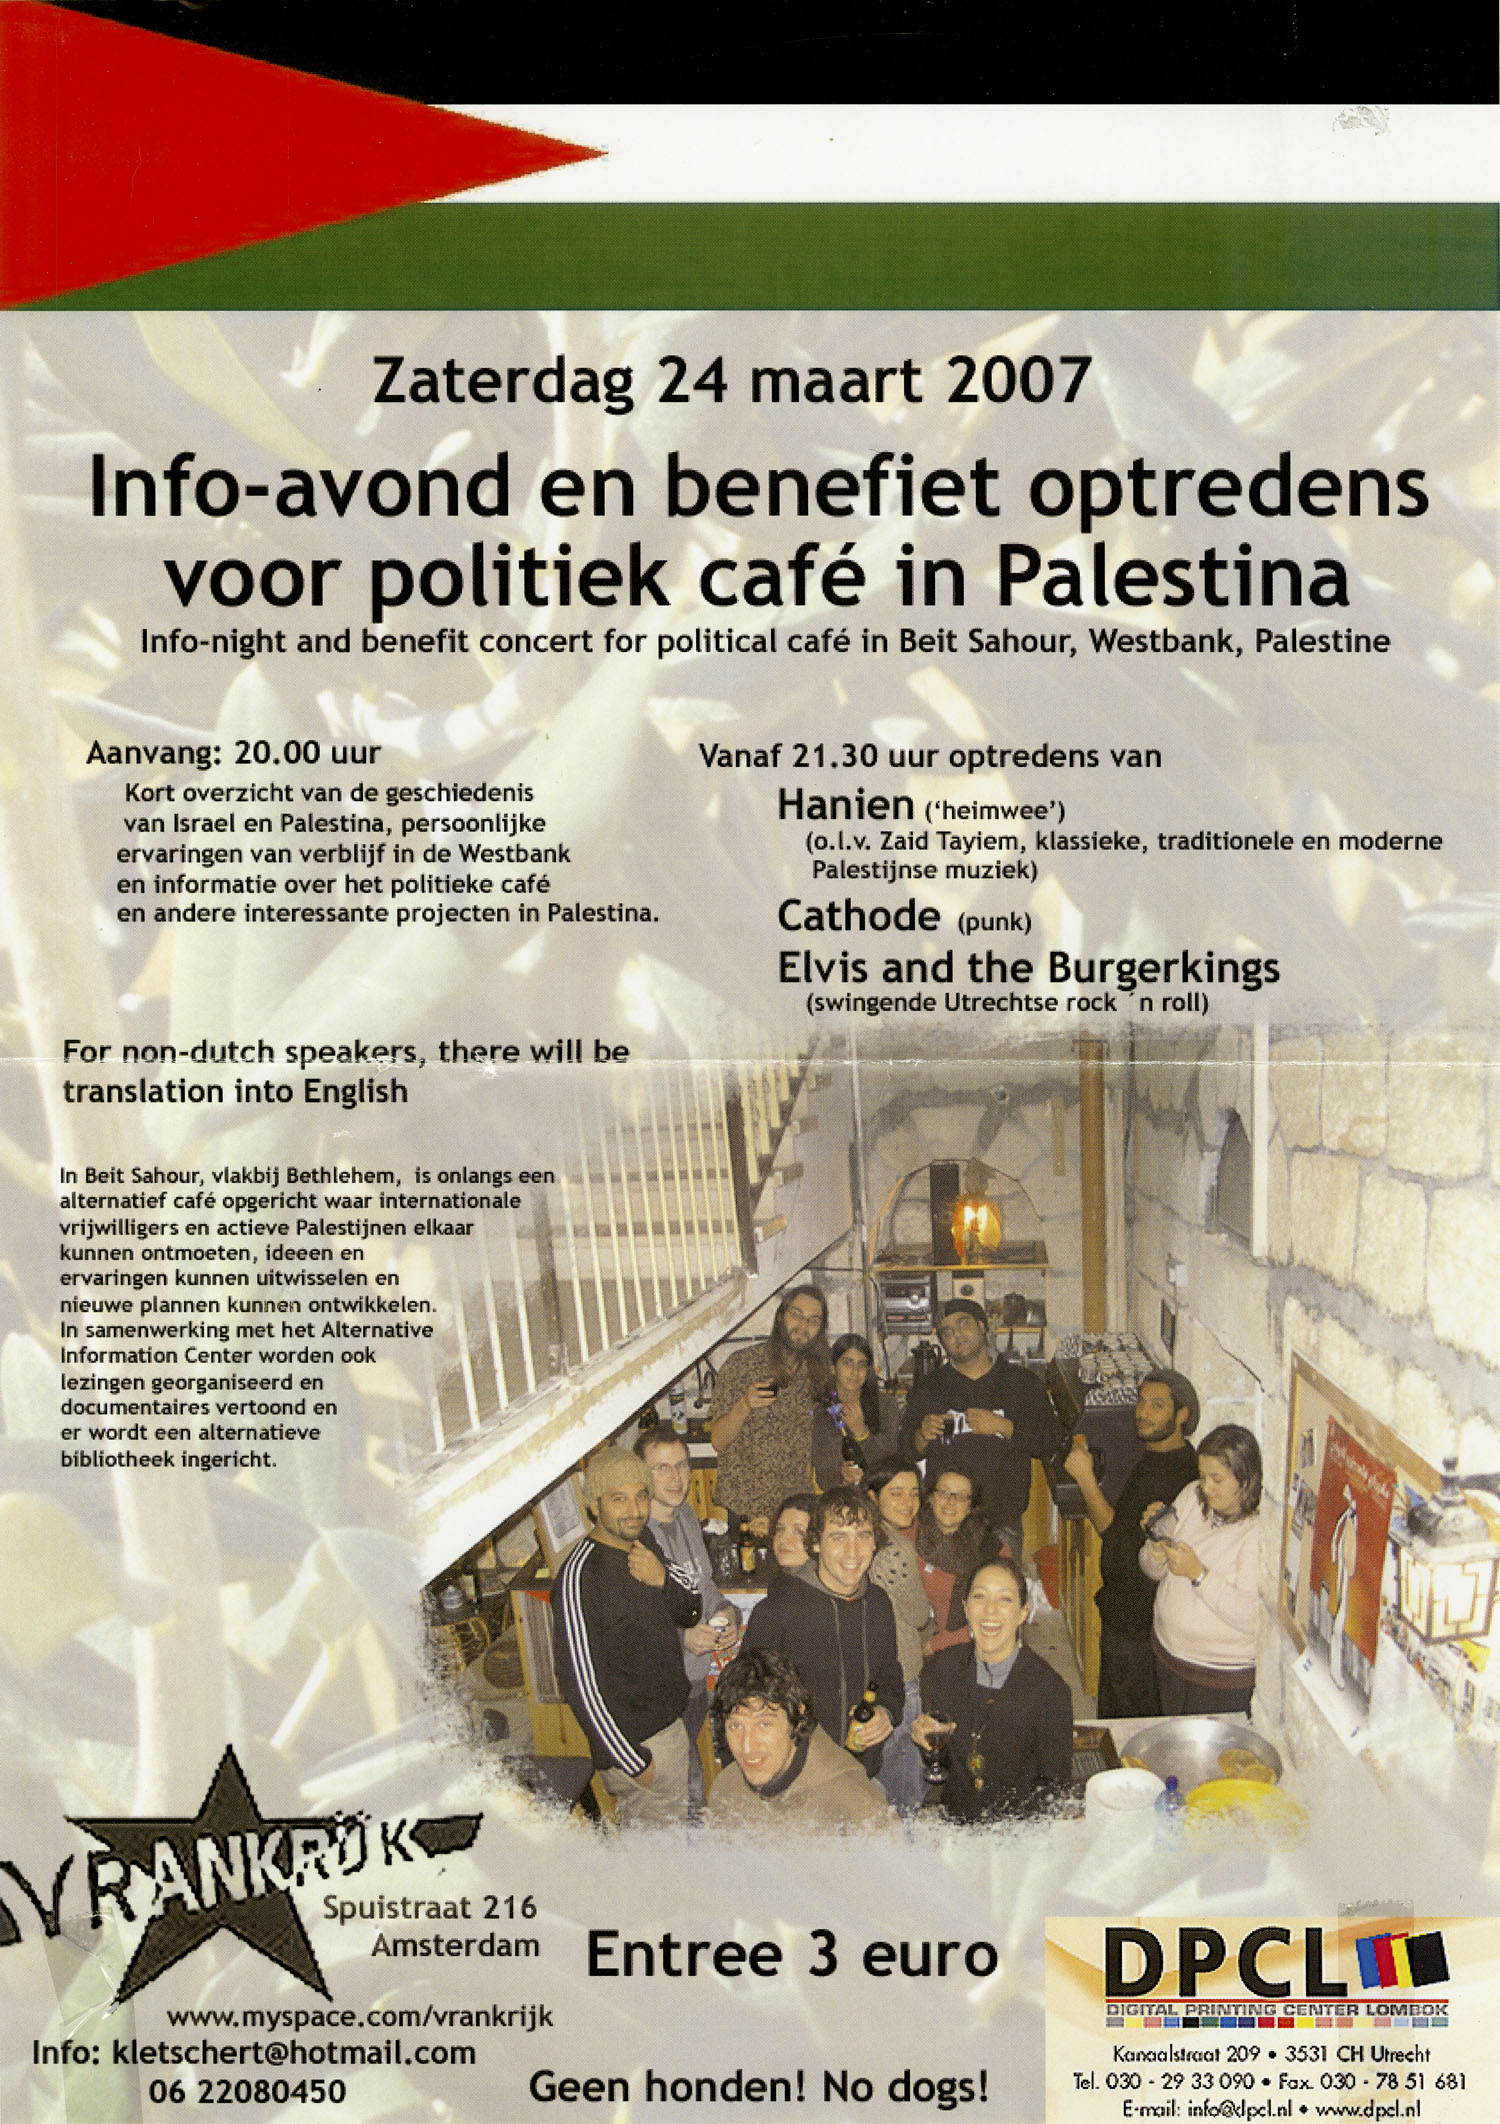 Zaterdag 24 maart 2007
Info-avond en benefiet optredens
voor politiek café in Palestina
Info-night and benefit concert for political café in Beit Sahour, Westbank, Palestine
Aanvang: 20.00 uur
Kort overzicht van de geschiedenis
van Israel en Palestina, persoonlijke
ervaringen van verblijf in de Westbank
en informatie over het politieke café
en andere interessante projecten in Palestina.
Vanaf 21.30 uur optredens van
Hanien (‘heimwee’)
(o.l.v. Zaid Tayiem, klassieke, traditionele en moderne
Palestijnse muziek)
Cathode (punk)
Elvis and the Burgerkings
(swingende Utrechtse rock ´n roll)
For non-dutch speakers, there will be
translation into English
In Beit Sahour, vlakbij Bethlehem, is onlangs een
alternatief café opgericht waar internationale
vrijwilligers en actieve Palestijnen elkaar
kunnen ontmoeten, ideeen en
ervaringen kunnen uitwisselen en
nieuwe plannen kunnen ontwikkelen.
In samenwerking met het Alternative
Information Center worden ook
lezingen georganiseerd en
documentaires vertoond en
er wordt een alternatieve
bibliotheek ingericht.
VRANKRIJK
Spuistraat 216
Amsterdam
www.myspace.com/vrankrijk
Info: kletschert@hotmail.com
06 22080450
Entree 3 euro
Geen honden! No dogs!
DPCL
DIGITAL PRINTING CENTER LOMBOK
Kanaalstraat 209 • 3531 CH Utrecht
Tel. 030 - 29 33 090 • Fax. 030 - 78 51 681
E-mail: info@dpcl.nl • www.dpcl.nl